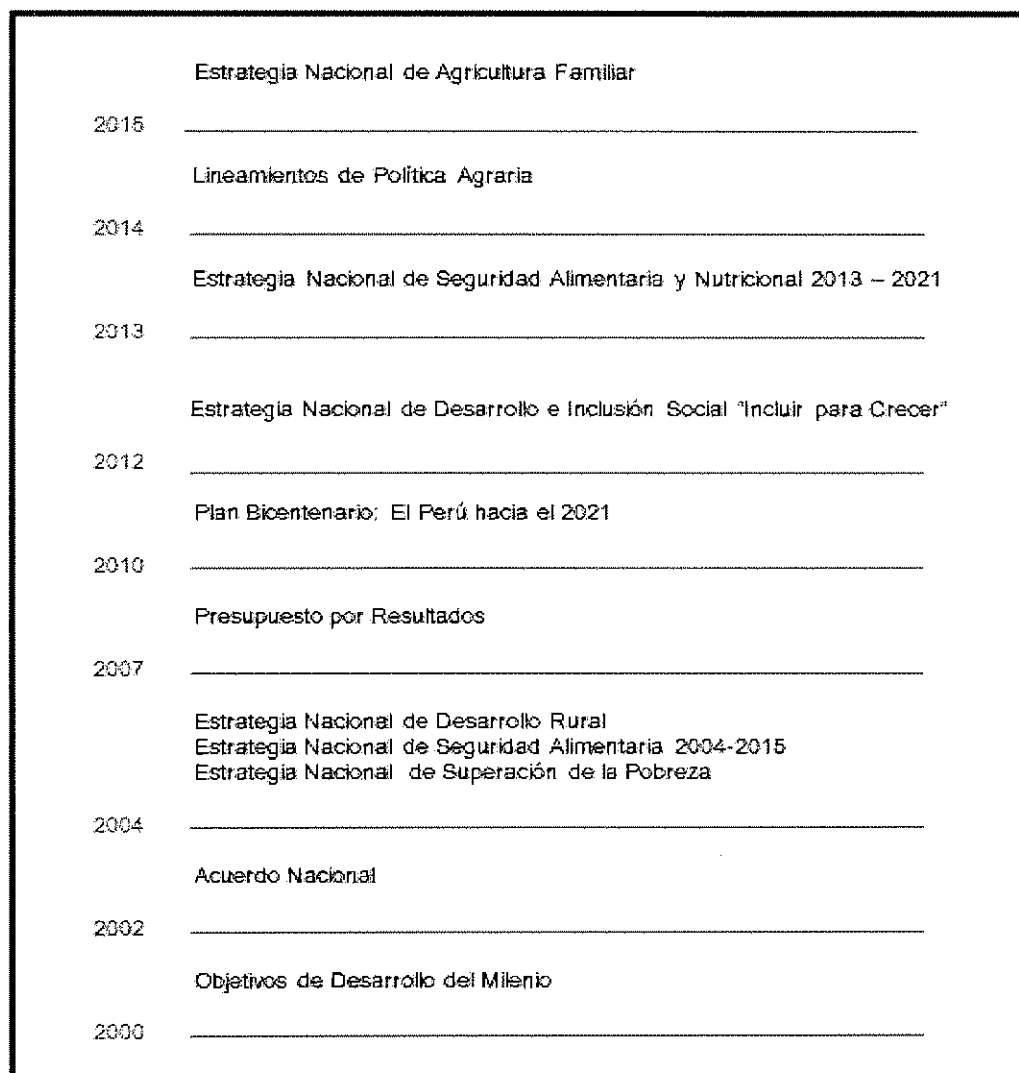 Estrategia Nacional de Agricultura Familiar
2015
Lineamientos de Política Agraria
2014
Estrategia Nacional de Seguridad Alimentaria y Nutricional 2013 – 2021
2013
Estrategia Nacional de Desarrollo e Inclusión Social "Incluir para Crecer"
2012
Plan Bicentenario: El Perú hacia el 2021
2010
Presupuesto por Resultados
2007
Estrategia Nacional de Desarrollo Rural
Estrategia Nacional de Seguridad Alimentaria 2004-2015
Estrategia Nacional de Superación de la Pobreza
2004
Acuerdo Nacional
2002
Objetivos de Desarrollo del Milenio
2000